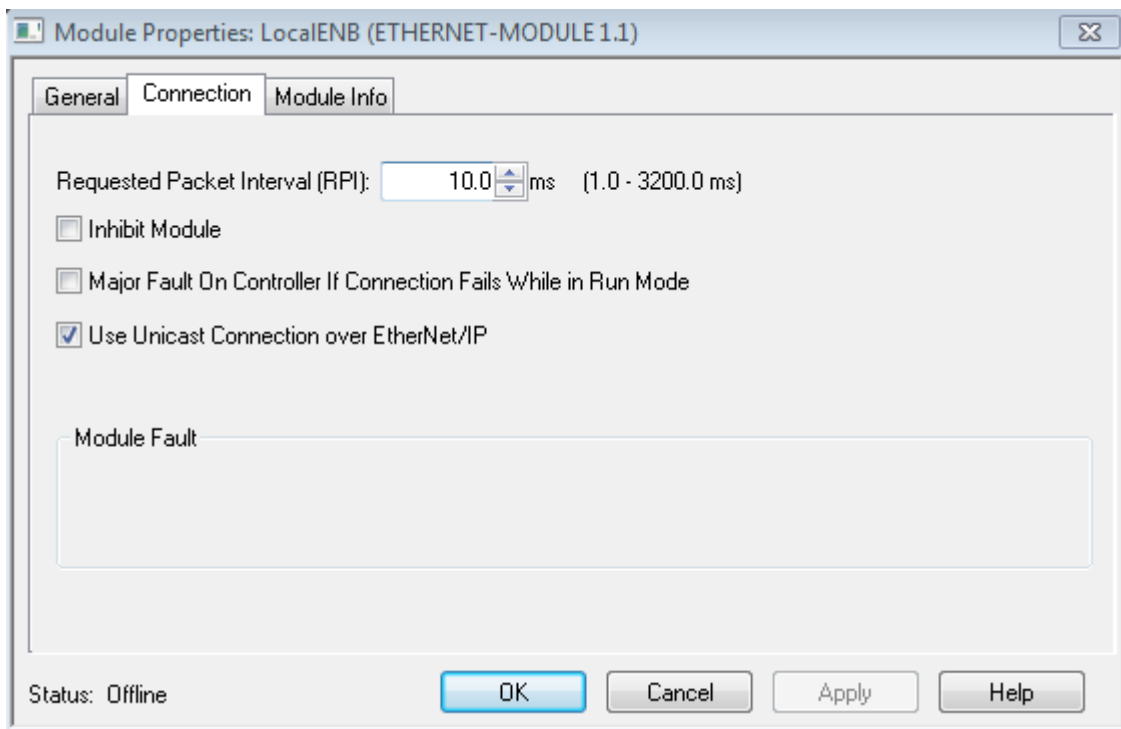 Module Properties: LocalENB (ETHERNET-MODULE 1.1)
General Connection Module Info
Requested Packet Interval (RPI): 10.0 ms (1.0 - 3200.0 ms)
Inhibit Module
Major Fault On Controller If Connection Fails While in Run Mode
Use Unicast Connection over EtherNet/IP
Module Fault
Status: Offline OK Cancel Apply Help